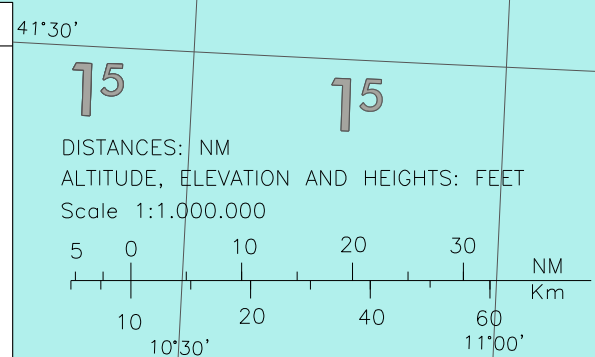 41°30'
15 15
DISTANCES: NM
ALTITUDE, ELEVATION AND HEIGHTS: FEET
Scale 1:1.000.000
5 0 10 20 30 NM
Km
10 20 40 60
10°30' 11°00'